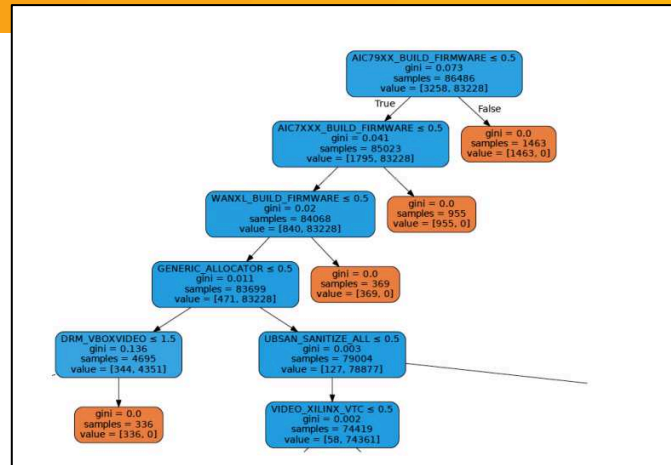 AIC79XX_BUILD_FIRMWARE ≤ 0.5
gini = 0.073
samples = 86486
value = [3258, 83228]
True
False
AIC7XXX_BUILD_FIRMWARE ≤ 0.5
gini = 0.041
samples = 85023
value = [1795, 83228]
gini = 0.0
samples = 1463
value = [1463, 0]
WANXL_BUILD_FIRMWARE ≤ 0.5
gini = 0.02
samples = 84068
value = [840, 83228]
gini = 0.0
samples = 955
value = [955, 0]
GENERIC_ALLOCATOR ≤ 0.5
gini = 0.011
samples = 83699
value = [471, 83228]
gini = 0.0
samples = 369
value = [369, 0]
DRM_VBOXVIDEO ≤ 1.5
gini = 0.136
samples = 4695
value = [344, 4351]
UBSAN_SANITIZE_ALL ≤ 0.5
gini = 0.003
samples = 79004
value = [127, 78877]
gini = 0.0
samples = 336
value = [336, 0]
VIDEO_XILINX_VTC ≤ 0.5
gini = 0.002
samples = 74419
value = [58, 74361]